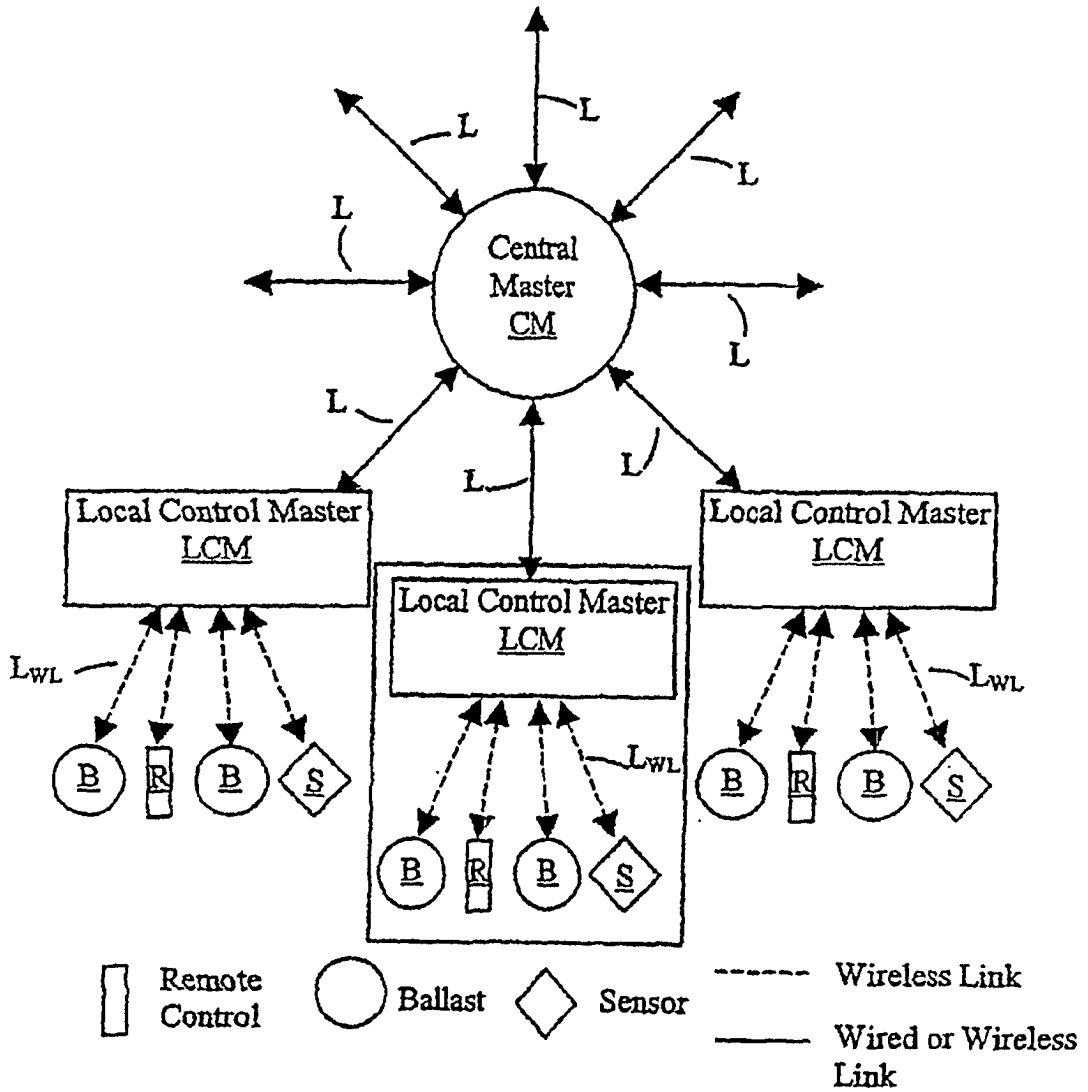 L
L
L
L
L
Central
Master
CM
L
L
L
L
Local Control Master
LCM
Local Control Master
LCM
Local Control Master
LCM
LWL
LWL
LWL
B R B S
B R B S
B R B S
Remote
Control
Ballast
Sensor
Wireless Link
Wired or Wireless
Link